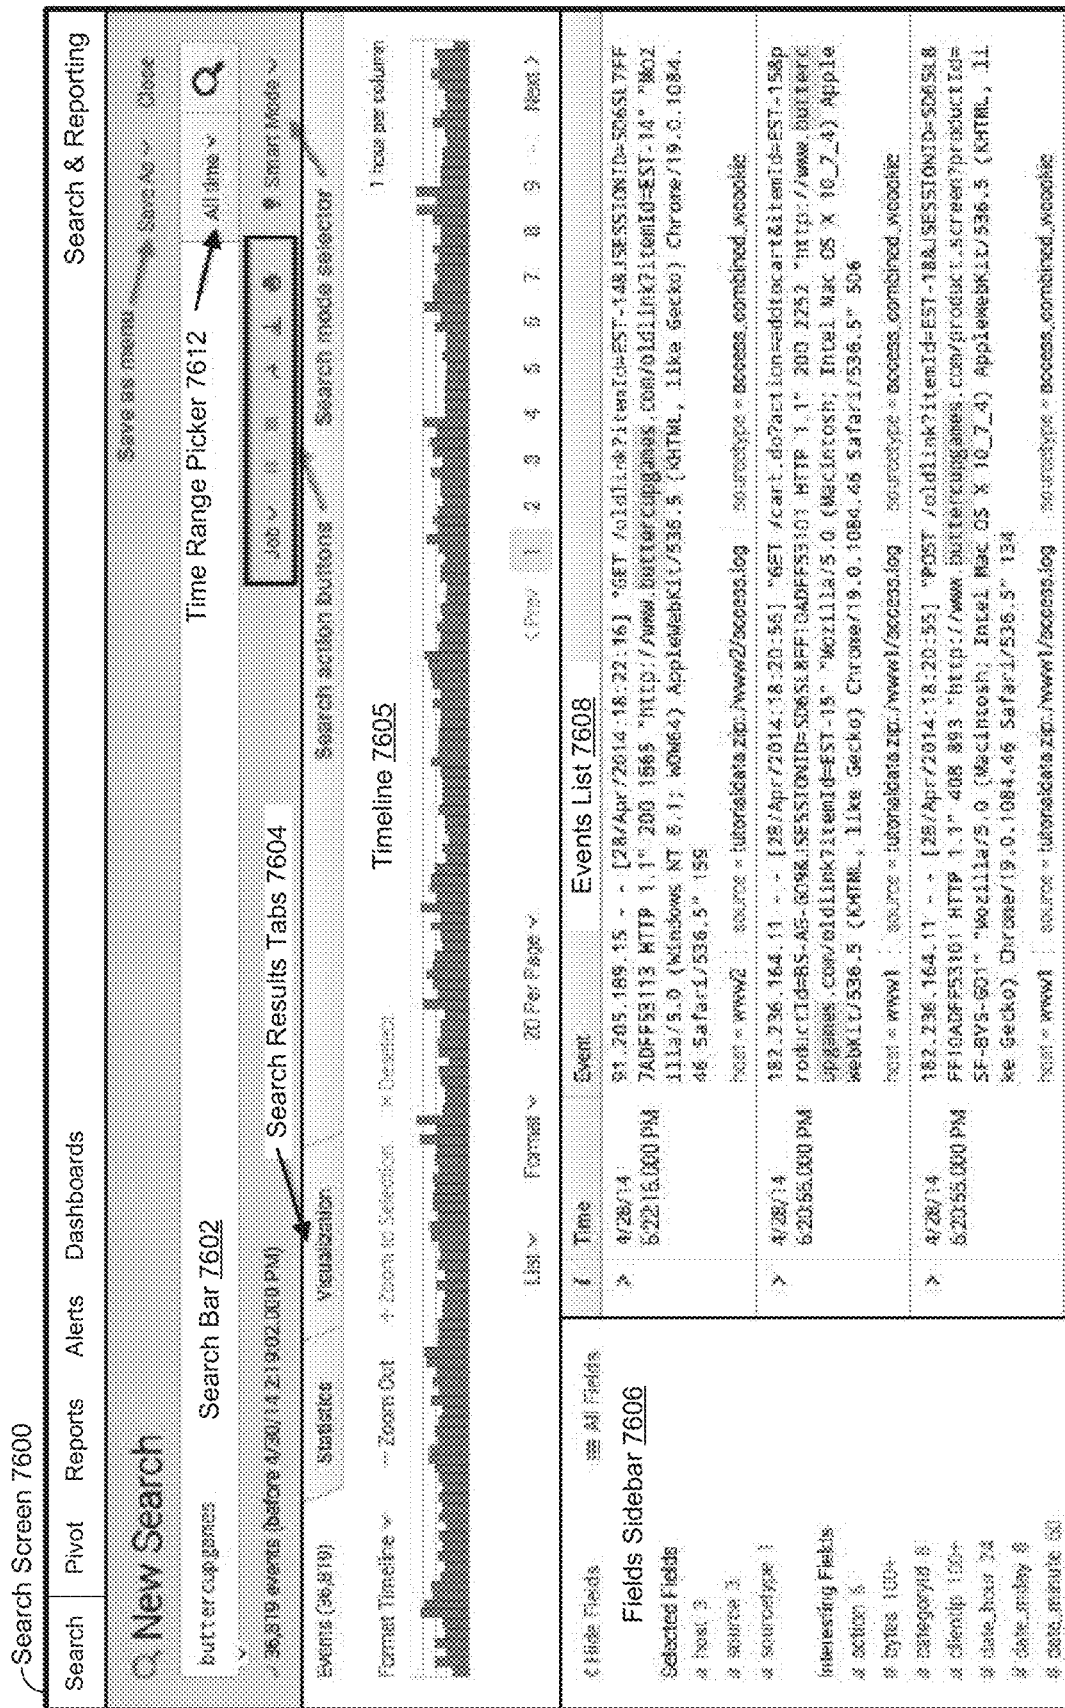 Search Screen 7600
Search Pivot Reports Alerts Dashboards Search & Reporting
New Search
Save as menu Save As Close
buttercupgames Search Bar 7602 All time
Time Range Picker 7612
36,819 events (before 4/30/14 2:19:02.000 PM) Job Smart Mode
Search Results Tabs 7604
Events (36,819) Statistics Visualization Search action buttons Search mode selector
Timeline 7605
Format Timeline — Zoom Out + Zoom to Selection × Deselect 1 hour per column
List Format 20 Per Page < Prev 1 2 3 4 5 6 7 8 9 ... Next >
< Hide Fields All Fields
Fields Sidebar 7606
Selected Fields
a host 3
a source 3
a sourcetype 1
Interesting Fields
a action 5
# bytes 100+
a categoryId 8
a clientip 100+
# date_hour 24
# date_mday 8
# date_minute 60
i Time Event Events List 7608
> 4/28/14
6:22:16.000 PM
91.205.189.15 - - [28/Apr/2014:18:22:16] "GET /oldlink?itemId=EST-14&JSESSIONID=SD6SL7FF
7ADFF53113 HTTP 1.1" 200 1665 "http://www.buttercupgames.com/oldlink?itemId=EST-14" "Moz
illa/5.0 (Windows NT 6.1; WOW64) AppleWebKit/536.5 (KHTML, like Gecko) Chrome/19.0.1084.
46 Safari/536.5" 159
host = www2 source = tutorialdata.zip:/www2/access.log sourcetype = access_combined_wcookie
> 4/28/14
6:20:56.000 PM
182.236.164.11 - - [28/Apr/2014:18:20:56] "GET /cart.do?action=addtocart&itemId=EST-15&p
roductId=BS-AG-G09&JSESSIONID=SD6SL8FF10ADFF53101 HTTP 1.1" 200 2252 "http://www.butterc
upgames.com/oldlink?itemId=EST-15" "Mozilla/5.0 (Macintosh; Intel Mac OS X 10_7_4) Apple
WebKit/536.5 (KHTML, like Gecko) Chrome/19.0.1084.46 Safari/536.5" 506
host = www1 source = tutorialdata.zip:/www1/access.log sourcetype = access_combined_wcookie
> 4/28/14
6:20:55.000 PM
182.236.164.11 - - [28/Apr/2014:18:20:55] "POST /oldlink?itemId=EST-18&JSESSIONID=SD6SL8
FF10ADFF53101 HTTP 1.1" 408 893 "http://www.buttercupgames.com/product.screen?productId=
SF-BVS-G01" "Mozilla/5.0 (Macintosh; Intel Mac OS X 10_7_4) AppleWebKit/536.5 (KHTML, li
ke Gecko) Chrome/19.0.1084.46 Safari/536.5" 134
host = www1 source = tutorialdata.zip:/www1/access.log sourcetype = access_combined_wcookie